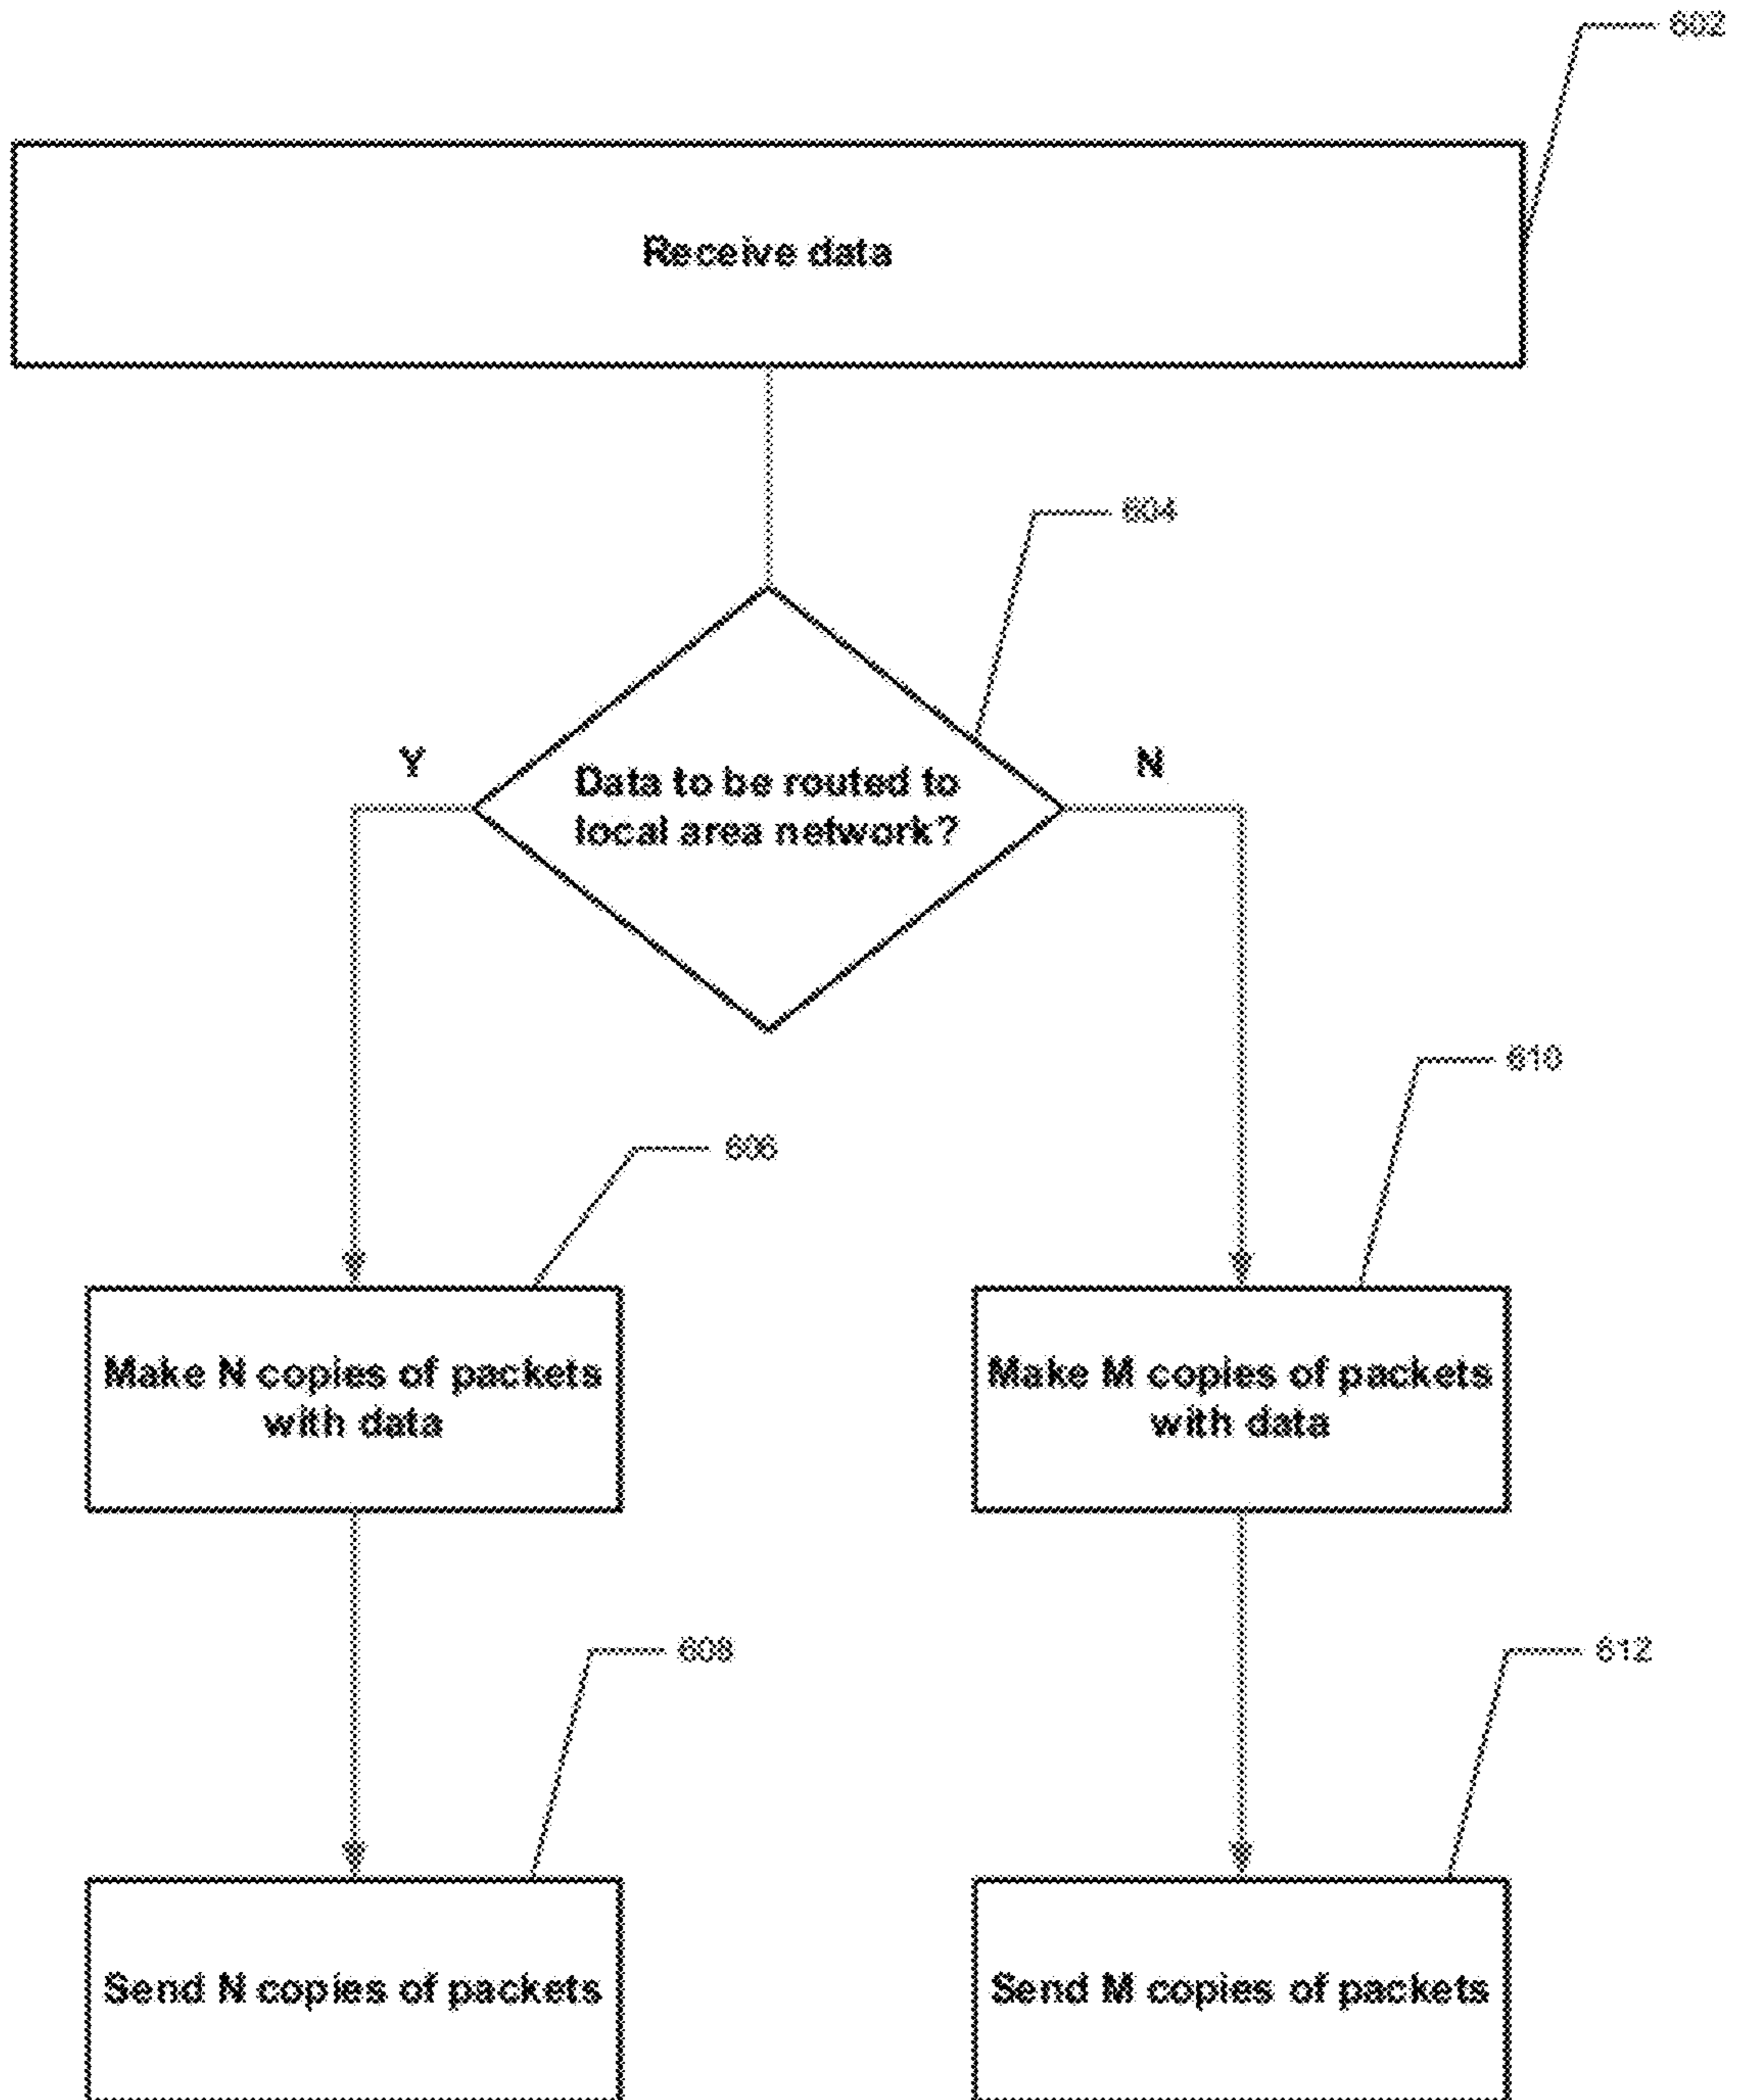 602
Receive data
604
Y
N
Data to be routed to
local area network?
610
606
Make N copies of packets
with data
Make M copies of packets
with data
608
612
Send N copies of packets
Send M copies of packets